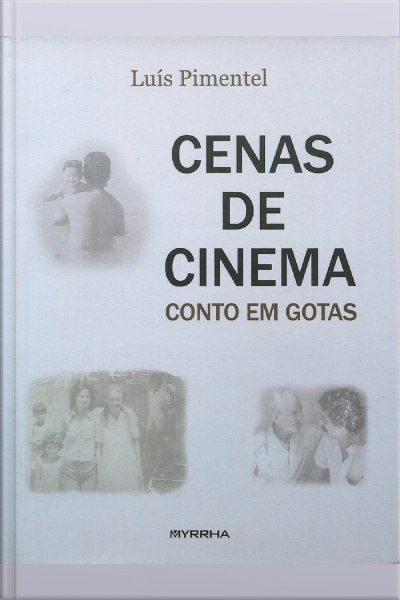 Luís Pimentel
CENAS
DE
CINEMA
CONTO EM GOTAS
MYRRHA